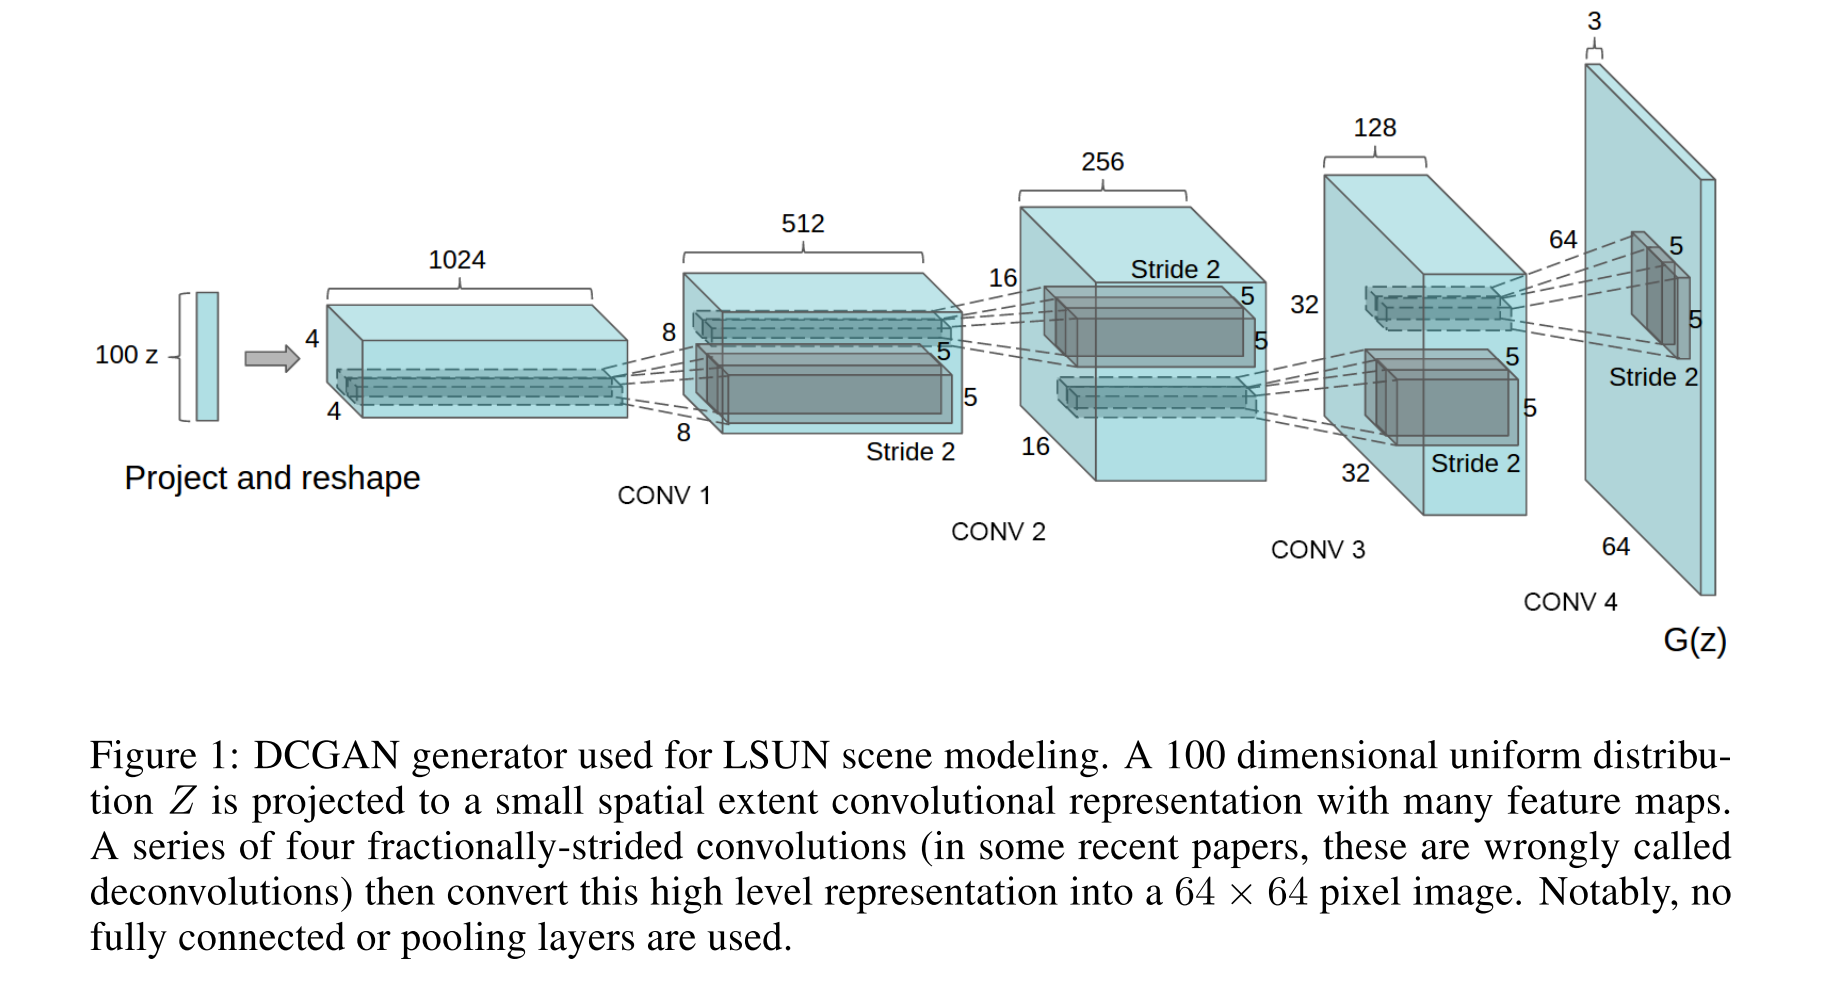 3
128
256
512
1024
64
5
16
Stride 2
5
32
5
8
4
5
5
100 z
5
Stride 2
4
5
5
8
16
Stride 2
32
Stride 2
Project and reshape
CONV 1
CONV 2
CONV 3
64
CONV 4
G(z)
Figure 1: DCGAN generator used for LSUN scene modeling. A 100 dimensional uniform distribu-
tion Z is projected to a small spatial extent convolutional representation with many feature maps.
A series of four fractionally-strided convolutions (in some recent papers, these are wrongly called
deconvolutions) then convert this high level representation into a 64 × 64 pixel image. Notably, no
fully connected or pooling layers are used.